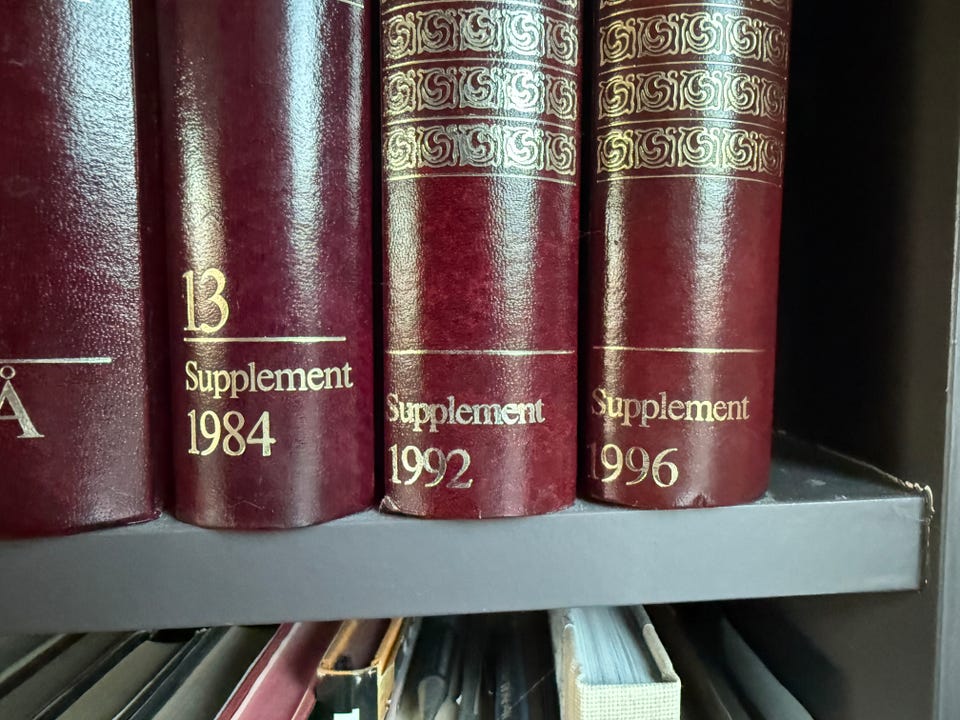 Å
13
Supplement
1984
Supplement
1992
Supplement
1996